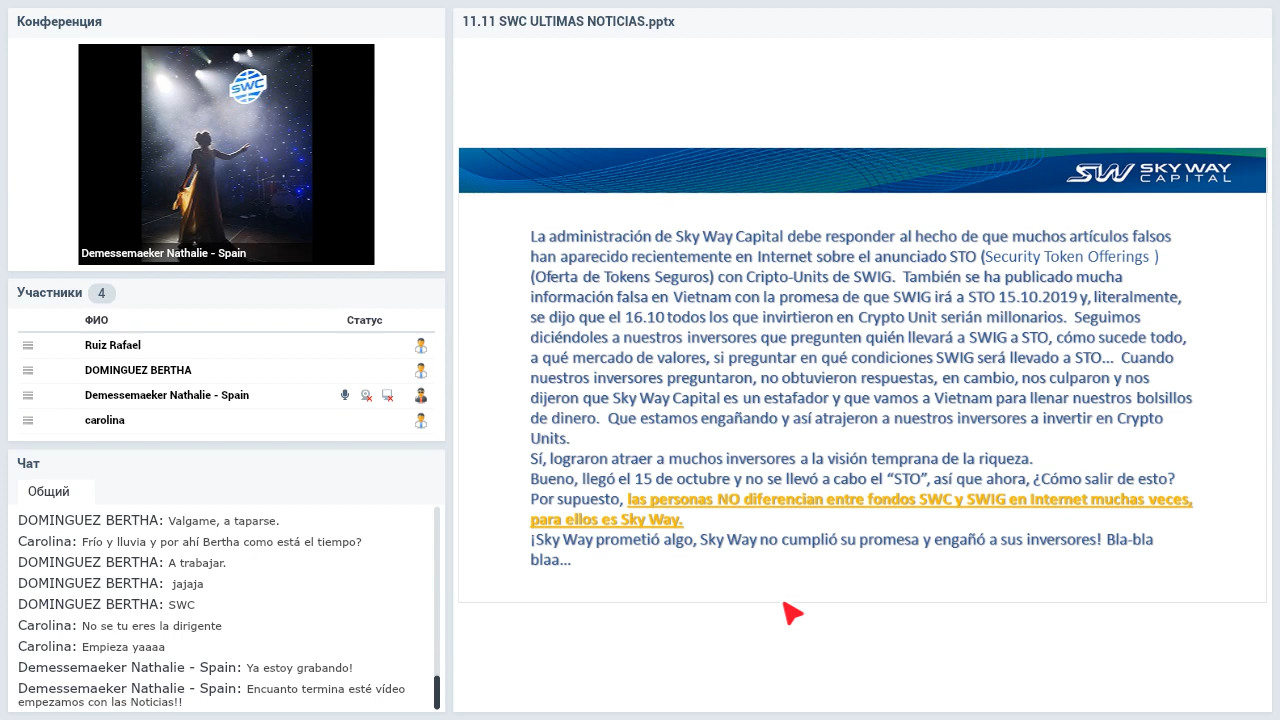 Конференция
SWC
Demessemaeker Nathalie - Spain
Участники 4
ФИО Статус
Ruiz Rafael
DOMINGUEZ BERTHA
Demessemaeker Nathalie - Spain
carolina
Чат
Общий
DOMINGUEZ BERTHA: Valgame, a taparse.
Carolina: Frío y lluvia y por ahí Bertha como está el tiempo?
DOMINGUEZ BERTHA: A trabajar.
DOMINGUEZ BERTHA: jajaja
DOMINGUEZ BERTHA: SWC
Carolina: No se tu eres la dirigente
Carolina: Empieza yaaaa
Demessemaeker Nathalie - Spain: Ya estoy grabando!
Demessemaeker Nathalie - Spain: Encuanto termina esté vídeo
empezamos con las Noticias!!
11.11 SWC ULTIMAS NOTICIAS.pptx
SW SKY WAY
CAPITAL
La administración de Sky Way Capital debe responder al hecho de que muchos artículos falsos
han aparecido recientemente en Internet sobre el anunciado STO (Security Token Offerings )
(Oferta de Tokens Seguros) con Cripto-Units de SWIG. También se ha publicado mucha
información falsa en Vietnam con la promesa de que SWIG irá a STO 15.10.2019 y, literalmente,
se dijo que el 16.10 todos los que invirtieron en Crypto Unit serían millonarios. Seguimos
diciéndoles a nuestros inversores que pregunten quién llevará a SWIG a STO, cómo sucede todo,
a qué mercado de valores, si preguntar en qué condiciones SWIG será llevado a STO... Cuando
nuestros inversores preguntaron, no obtuvieron respuestas, en cambio, nos culparon y nos
dijeron que Sky Way Capital es un estafador y que vamos a Vietnam para llenar nuestros bolsillos
de dinero. Que estamos engañando y así atrajeron a nuestros inversores a invertir en Crypto
Units.
Sí, lograron atraer a muchos inversores a la visión temprana de la riqueza.
Bueno, llegó el 15 de octubre y no se llevó a cabo el “STO”, así que ahora, ¿Cómo salir de esto?
Por supuesto, las personas NO diferencian entre fondos SWC y SWIG en Internet muchas veces,
para ellos es Sky Way.
¡Sky Way prometió algo, Sky Way no cumplió su promesa y engañó a sus inversores! Bla-bla
blaa...